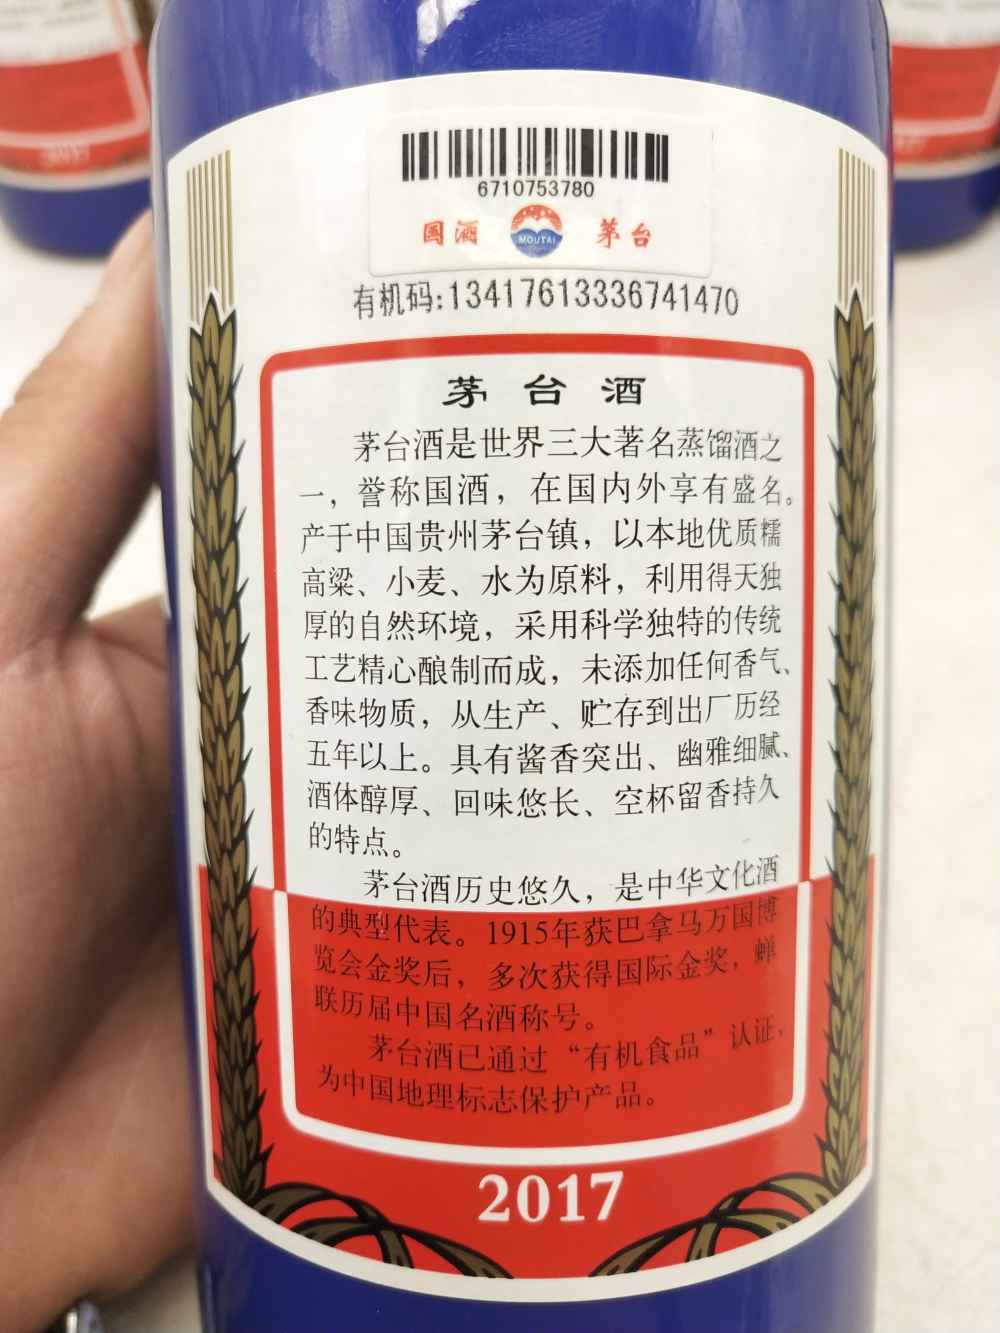 6710753780
国酒 MOUTAI 茅台
有机码:13417613336741470
茅台酒
茅台酒是世界三大著名蒸馏酒之
一，誉称国酒，在国内外享有盛名。
产于中国贵州茅台镇，以本地优质糯
高粱、小麦、水为原料，利用得天独
厚的自然环境，采用科学独特的传统
工艺精心酿制而成，未添加任何香气、
香味物质，从生产、贮存到出厂历经
五年以上。具有酱香突出、幽雅细腻、
酒体醇厚、回味悠长、空杯留香持久
的特点。
茅台酒历史悠久，是中华文化酒
的典型代表。1915年获巴拿马万国博
览会金奖后，多次获得国际金奖，蝉
联历届中国名酒称号。
茅台酒已通过“有机食品”认证，
为中国地理标志保护产品。
2017